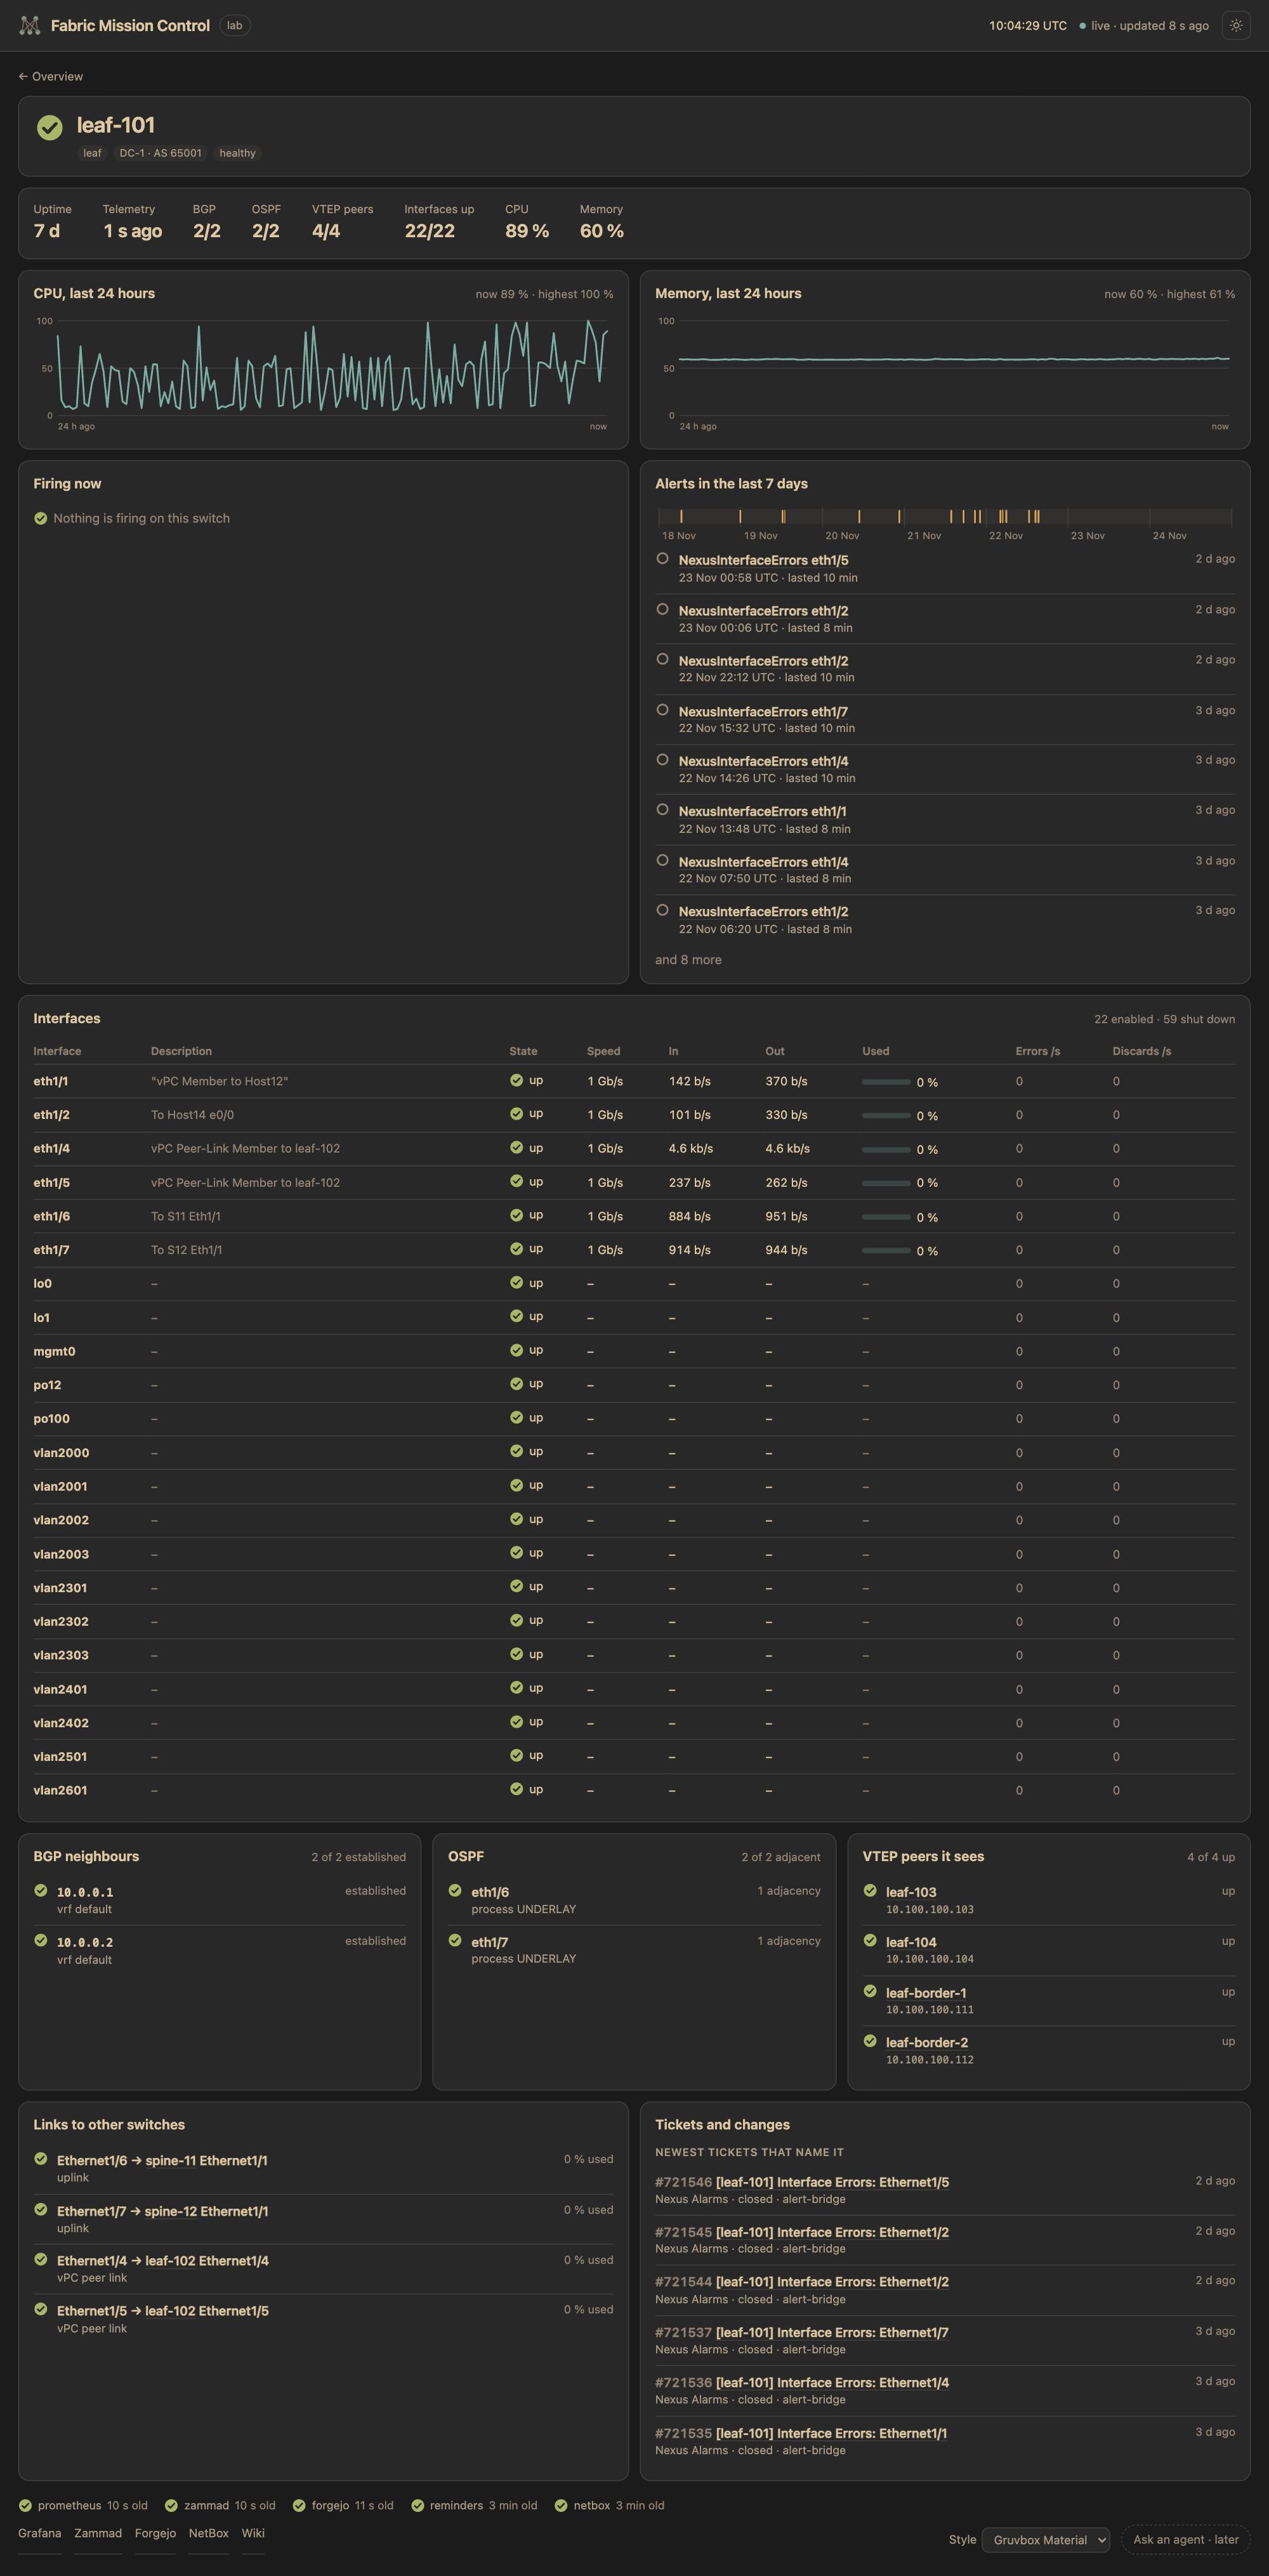 Fabric Mission Control lab
10:04:29 UTC live · updated 8 s ago
← Overview
leaf-101
leaf DC-1 · AS 65001 healthy
Uptime Telemetry BGP OSPF VTEP peers Interfaces up CPU Memory
7 d 1 s ago 2/2 2/2 4/4 22/22 89 % 60 %
CPU, last 24 hours now 89 % · highest 100 %
100
50
0
24 h ago now
Memory, last 24 hours now 60 % · highest 61 %
100
50
0
24 h ago now
Firing now
Nothing is firing on this switch
Alerts in the last 7 days
18 Nov 19 Nov 20 Nov 21 Nov 22 Nov 23 Nov 24 Nov
NexusInterfaceErrors eth1/5 2 d ago
23 Nov 00:58 UTC · lasted 10 min
NexusInterfaceErrors eth1/2 2 d ago
23 Nov 00:06 UTC · lasted 8 min
NexusInterfaceErrors eth1/2 2 d ago
22 Nov 22:12 UTC · lasted 10 min
NexusInterfaceErrors eth1/7 3 d ago
22 Nov 15:32 UTC · lasted 10 min
NexusInterfaceErrors eth1/4 3 d ago
22 Nov 14:26 UTC · lasted 10 min
NexusInterfaceErrors eth1/1 3 d ago
22 Nov 13:48 UTC · lasted 8 min
NexusInterfaceErrors eth1/4 3 d ago
22 Nov 07:50 UTC · lasted 8 min
NexusInterfaceErrors eth1/2 3 d ago
22 Nov 06:20 UTC · lasted 8 min
and 8 more
Interfaces 22 enabled · 59 shut down
Interface Description State Speed In Out Used Errors /s Discards /s
eth1/1 "vPC Member to Host12" up 1 Gb/s 142 b/s 370 b/s 0 % 0 0
eth1/2 To Host14 e0/0 up 1 Gb/s 101 b/s 330 b/s 0 % 0 0
eth1/4 vPC Peer-Link Member to leaf-102 up 1 Gb/s 4.6 kb/s 4.6 kb/s 0 % 0 0
eth1/5 vPC Peer-Link Member to leaf-102 up 1 Gb/s 237 b/s 262 b/s 0 % 0 0
eth1/6 To S11 Eth1/1 up 1 Gb/s 884 b/s 951 b/s 0 % 0 0
eth1/7 To S12 Eth1/1 up 1 Gb/s 914 b/s 944 b/s 0 % 0 0
lo0 – up – – – – 0 0
lo1 – up – – – – 0 0
mgmt0 – up – – – – 0 0
po12 – up – – – – 0 0
po100 – up – – – – 0 0
vlan2000 – up – – – – 0 0
vlan2001 – up – – – – 0 0
vlan2002 – up – – – – 0 0
vlan2003 – up – – – – 0 0
vlan2301 – up – – – – 0 0
vlan2302 – up – – – – 0 0
vlan2303 – up – – – – 0 0
vlan2401 – up – – – – 0 0
vlan2402 – up – – – – 0 0
vlan2501 – up – – – – 0 0
vlan2601 – up – – – – 0 0
BGP neighbours 2 of 2 established
10.0.0.1 established
vrf default
10.0.0.2 established
vrf default
OSPF 2 of 2 adjacent
eth1/6 1 adjacency
process UNDERLAY
eth1/7 1 adjacency
process UNDERLAY
VTEP peers it sees 4 of 4 up
leaf-103 up
10.100.100.103
leaf-104 up
10.100.100.104
leaf-border-1 up
10.100.100.111
leaf-border-2 up
10.100.100.112
Links to other switches
Ethernet1/6 → spine-11 Ethernet1/1 0 % used
uplink
Ethernet1/7 → spine-12 Ethernet1/1 0 % used
uplink
Ethernet1/4 → leaf-102 Ethernet1/4 0 % used
vPC peer link
Ethernet1/5 → leaf-102 Ethernet1/5 0 % used
vPC peer link
Tickets and changes
NEWEST TICKETS THAT NAME IT
#721546 [leaf-101] Interface Errors: Ethernet1/5 2 d ago
Nexus Alarms · closed · alert-bridge
#721545 [leaf-101] Interface Errors: Ethernet1/2 2 d ago
Nexus Alarms · closed · alert-bridge
#721544 [leaf-101] Interface Errors: Ethernet1/2 2 d ago
Nexus Alarms · closed · alert-bridge
#721537 [leaf-101] Interface Errors: Ethernet1/7 3 d ago
Nexus Alarms · closed · alert-bridge
#721536 [leaf-101] Interface Errors: Ethernet1/4 3 d ago
Nexus Alarms · closed · alert-bridge
#721535 [leaf-101] Interface Errors: Ethernet1/1 3 d ago
Nexus Alarms · closed · alert-bridge
prometheus 10 s old zammad 10 s old forgejo 11 s old reminders 3 min old netbox 3 min old
Grafana Zammad Forgejo NetBox Wiki
Style Gruvbox Material Ask an agent · later